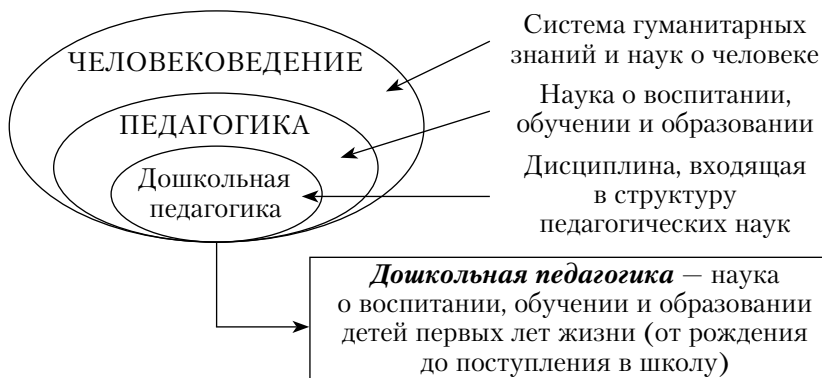 ЧЕЛОВЕКОВЕДЕНИЕ
ПЕДАГОГИКА
Дошкольная
педагогика
Система гуманитарных
знаний и наук о человеке
Наука о воспитании,
обучении и образовании
Дисциплина, входящая
в структуру
педагогических наук
Дошкольная педагогика — наука
о воспитании, обучении и образовании
детей первых лет жизни (от рождения
до поступления в школу)